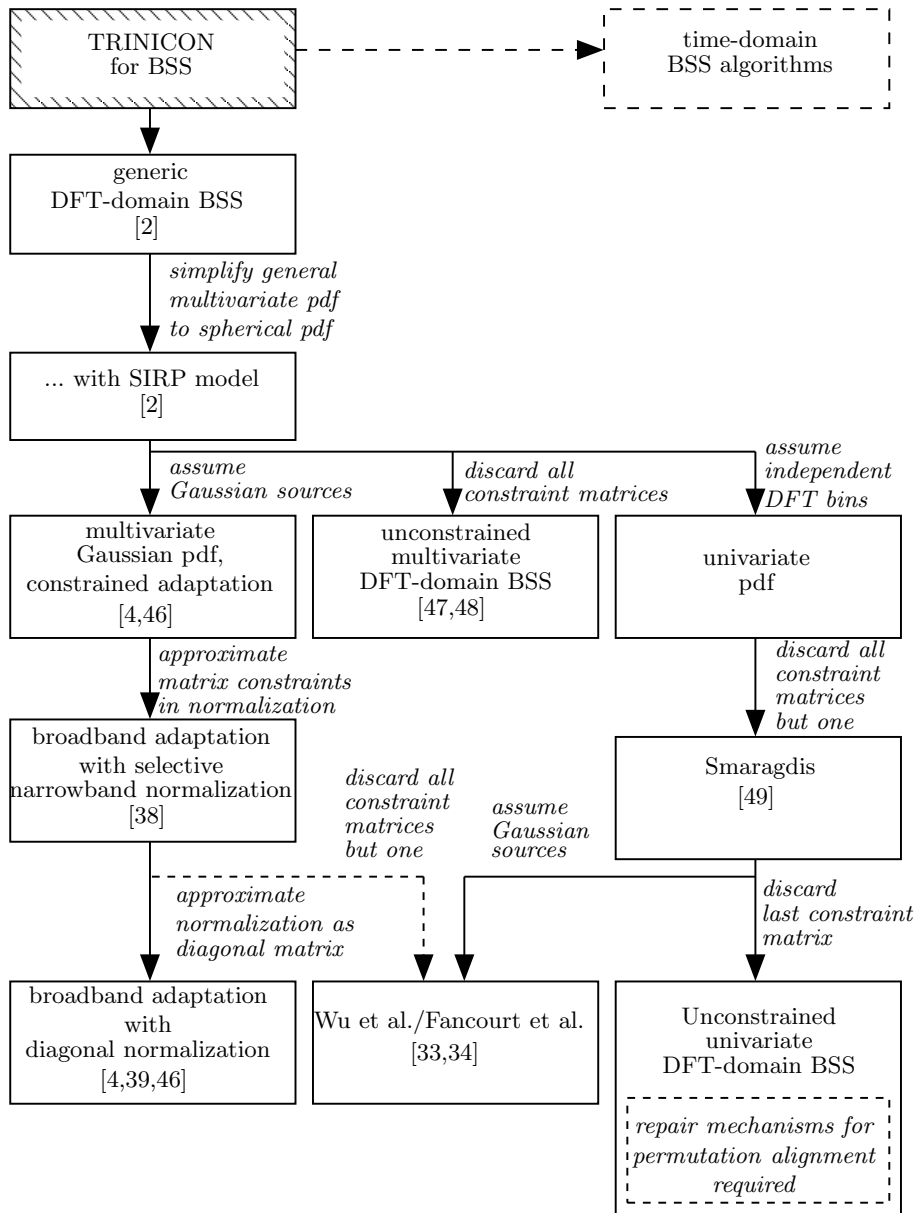 TRINICON
for BSS
time-domain
BSS algorithms
generic
DFT-domain BSS
[2]
simplify general
multivariate pdf
to spherical pdf
... with SIRP model
[2]
assume
Gaussian sources
discard all
constraint matrices
assume
independent
DFT bins
multivariate
Gaussian pdf,
constrained adaptation
[4,46]
unconstrained
multivariate
DFT-domain BSS
[47,48]
univariate
pdf
approximate
matrix constraints
in normalization
discard all
constraint
matrices
but one
broadband adaptation
with selective
narrowband normalization
[38]
discard all
constraint
matrices
but one
assume
Gaussian
sources
Smaragdis
[49]
approximate
normalization as
diagonal matrix
discard
last constraint
matrix
broadband adaptation
with
diagonal normalization
[4,39,46]
Wu et al./Fancourt et al.
[33,34]
Unconstrained
univariate
DFT-domain BSS
repair mechanisms for
permutation alignment
required